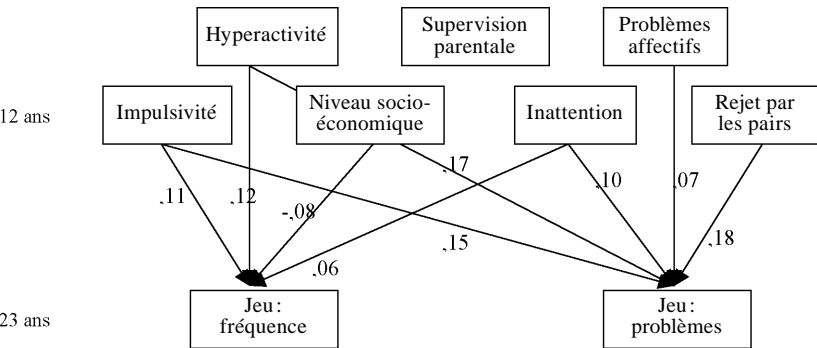 Hyperactivité
Supervision
parentale
Problèmes
affectifs
12 ans
Impulsivité
Niveau socio-
économique
Inattention
Rejet par
les pairs
,11
,12
-,08
,17
,10
,07
,06
,15
,18
23 ans
Jeu :
fréquence
Jeu :
problèmes